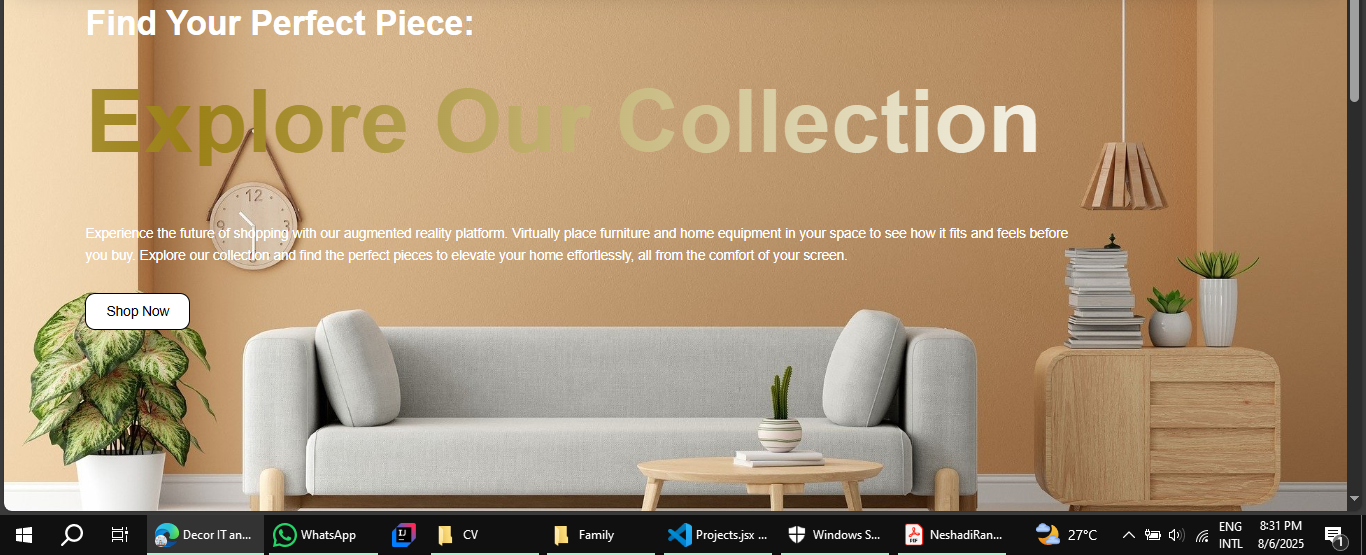 Find Your Perfect Piece:
Explore Our Collection
12
9
3
Experience the future of shopping with our augmented reality platform. Virtually place furniture and home equipment in your space to see how it fits and feels before
you buy. Explore our collection and find the perfect pieces to elevate your home effortlessly, all from the comfort of your screen.
Shop Now
Decor IT an...
WhatsApp
IJ
CV
Family
Projects.jsx ...
Windows S...
PDF
NeshadiRan...
27°C
ENG
INTL
8:31 PM
8/6/2025
1